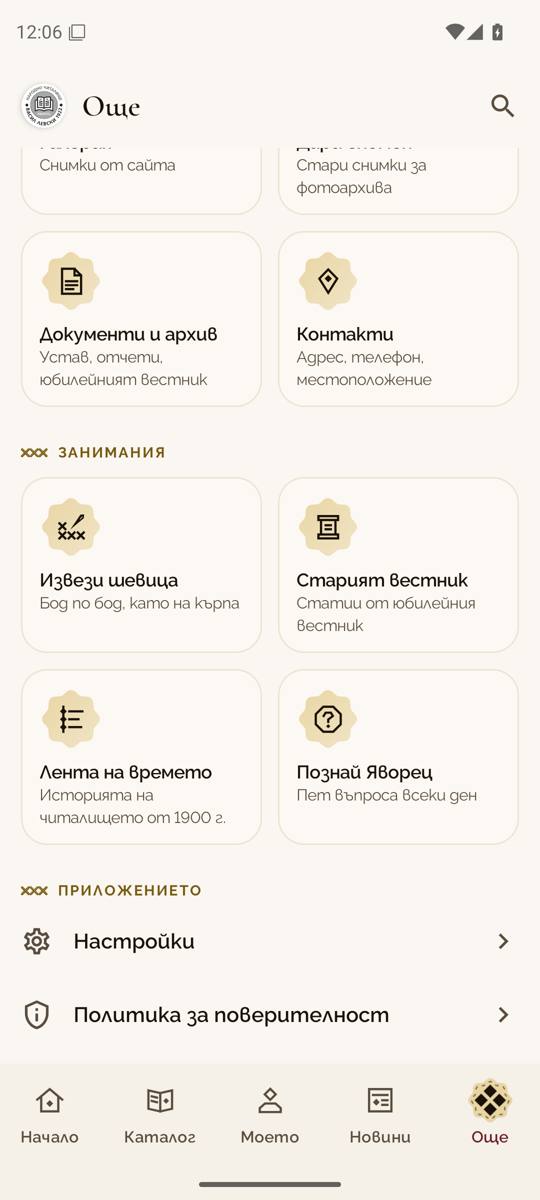 12:06
Още
Снимки от сайта
Стари снимки за
фотоархива
Документи и архив
Устав, отчети,
юбилейният вестник
Контакти
Адрес, телефон,
местоположение
ЗАНИМАНИЯ
Извези шевица
Бод по бод, като на кърпа
Старият вестник
Статии от юбилейния
вестник
Лента на времето
Историята на
читалището от 1900 г.
Познай Яворец
Пет въпроса всеки ден
ПРИЛОЖЕНИЕТО
Настройки
Политика за поверителност
Начало
Каталог
Моето
Новини
Още